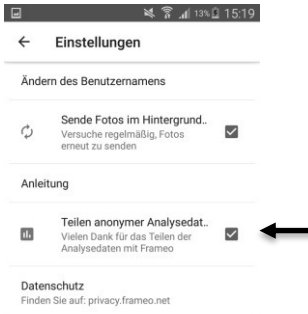 13% 15:19
Einstellungen
Ändern des Benutzernamens
Sende Fotos im Hintergrund..
Versuche regelmäßig, Fotos
erneut zu senden
Anleitung
Teilen anonymer Analysedat..
Vielen Dank für das Teilen der
Analysedaten mit Frameo
Datenschutz
Finden Sie auf: privacy.frameo.net